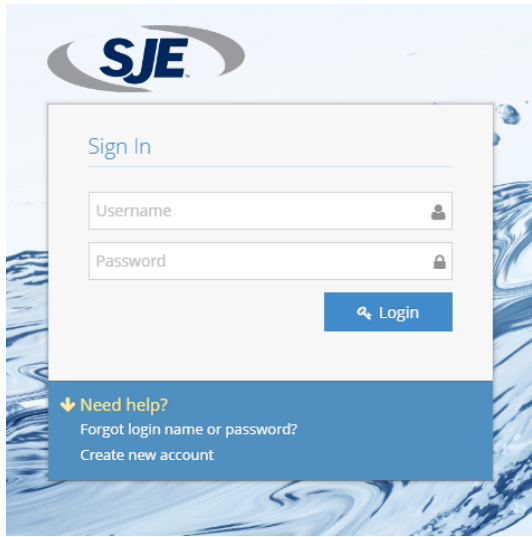 SJE
Sign In
Username
Password
Login
Need help?
Forgot login name or password?
Create new account